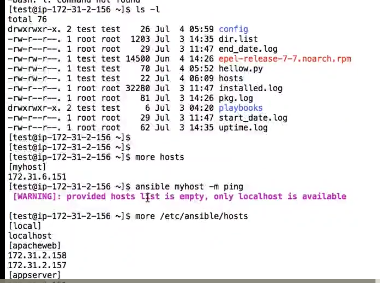 -bash: l: command not found
[test@ip-172-31-2-156 ~]$ ls -l
total 76
drwxrwxr-x. 2 test test    26 Jul  4 05:59 config
-rw-r--r--. 1 root root  1203 Jul  3 11:47 dir.list
-rw-r--r--. 1 root root    29 Jul  3 11:47 end_date.log
-rw-rw-r--. 1 test test 14500 Jun  4 14:26 epel-release-7-7.noarch.rpm
-rw-rw-r--. 1 test test    70 Jul  4 05:52 hellow.py
-rw-rw-r--. 1 test test    22 Jul  4 06:09 hosts
-rw-r--r--. 1 root root 32280 Jul  3 11:47 installed.log
-rw-r--r--. 1 root root    81 Jul  3 14:26 pkg.log
drwxrwxr-x. 2 test test     6 Jul  3 04:20 playbooks
-rw-r--r--. 1 root root    29 Jul  3 11:47 start_date.log
-rw-r--r--. 1 root root    62 Jul  3 14:35 uptime.log
[test@ip-172-31-2-156 ~]$
[test@ip-172-31-2-156 ~]$
[test@ip-172-31-2-156 ~]$ more hosts
[myhost]
172.31.6.151
[test@ip-172-31-2-156 ~]$ ansible myhost -m ping
[WARNING]: provided hosts list is empty, only localhost is available
[test@ip-172-31-2-156 ~]$ more /etc/ansible/hosts
[local]
localhost
[apacheweb]
172.31.2.158
172.31.2.157
[appserver]